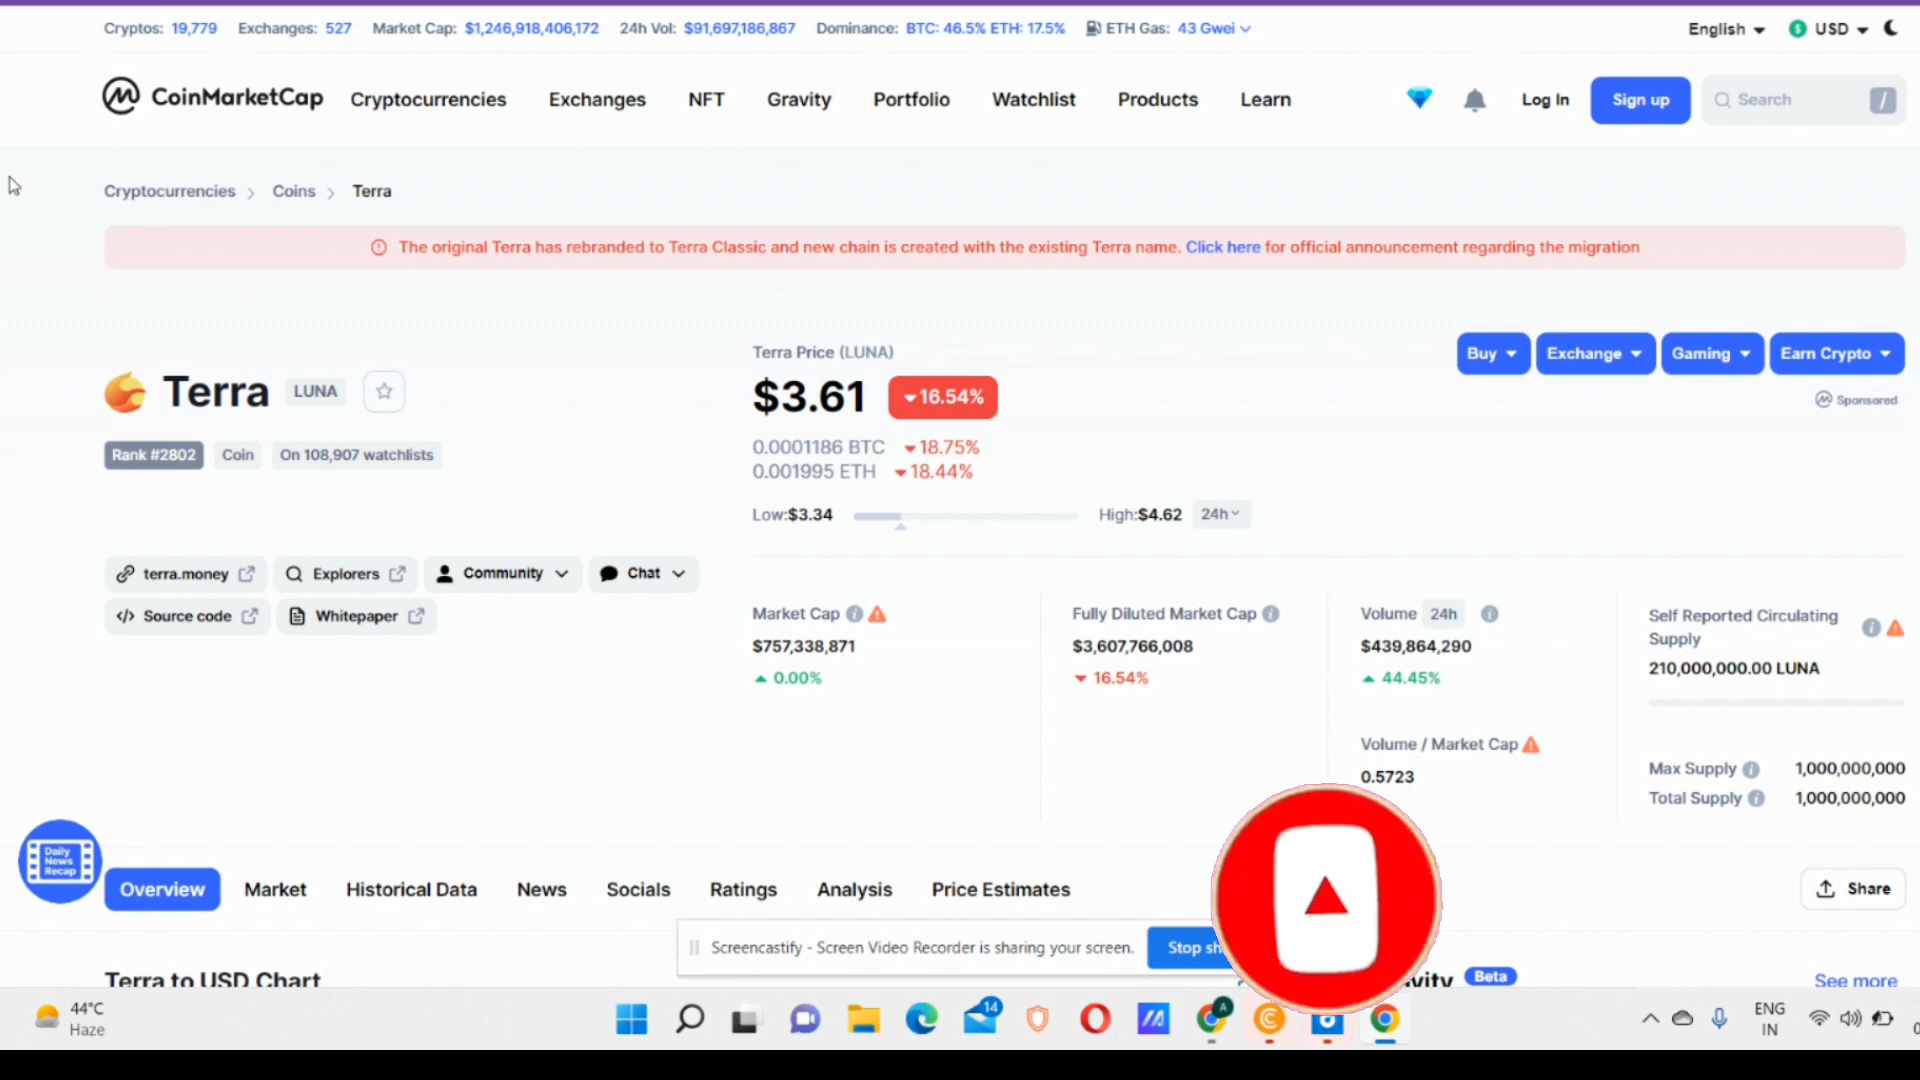 Cryptos: 19,779 Exchanges: 527 Market Cap: $1,246,918,406,172 24h Vol: $91,697,186,867 Dominance: BTC: 46.5% ETH: 17.5% ETH Gas: 43 Gwei English USD
CoinMarketCap Cryptocurrencies Exchanges NFT Gravity Portfolio Watchlist Products Learn Log In Sign up Search /
Cryptocurrencies > Coins > Terra
The original Terra has rebranded to Terra Classic and new chain is created with the existing Terra name. Click here for official announcement regarding the migration
Terra LUNA
Rank #2802 Coin On 108,907 watchlists
terra.money Explorers Community Chat
Source code Whitepaper
Terra Price (LUNA)
$3.61 16.54%
0.0001186 BTC 18.75%
0.001995 ETH 18.44%
Low:$3.34 High:$4.62 24h
Buy Exchange Gaming Earn Crypto
Sponsored
Market Cap
$757,338,871
0.00%
Fully Diluted Market Cap
$3,607,766,008
16.54%
Volume 24h
$439,864,290
44.45%
Volume / Market Cap
0.5723
Self Reported Circulating
Supply
210,000,000.00 LUNA
Max Supply 1,000,000,000
Total Supply 1,000,000,000
Daily
News
Recap
Overview Market Historical Data News Socials Ratings Analysis Price Estimates Share
Screencastify - Screen Video Recorder is sharing your screen. Stop
Terra to USD Chart Beta See more
44°C
Haze
14
A
ENG
IN